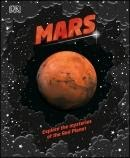 DK
MARS
Explore the mysteries
of the Red Planet